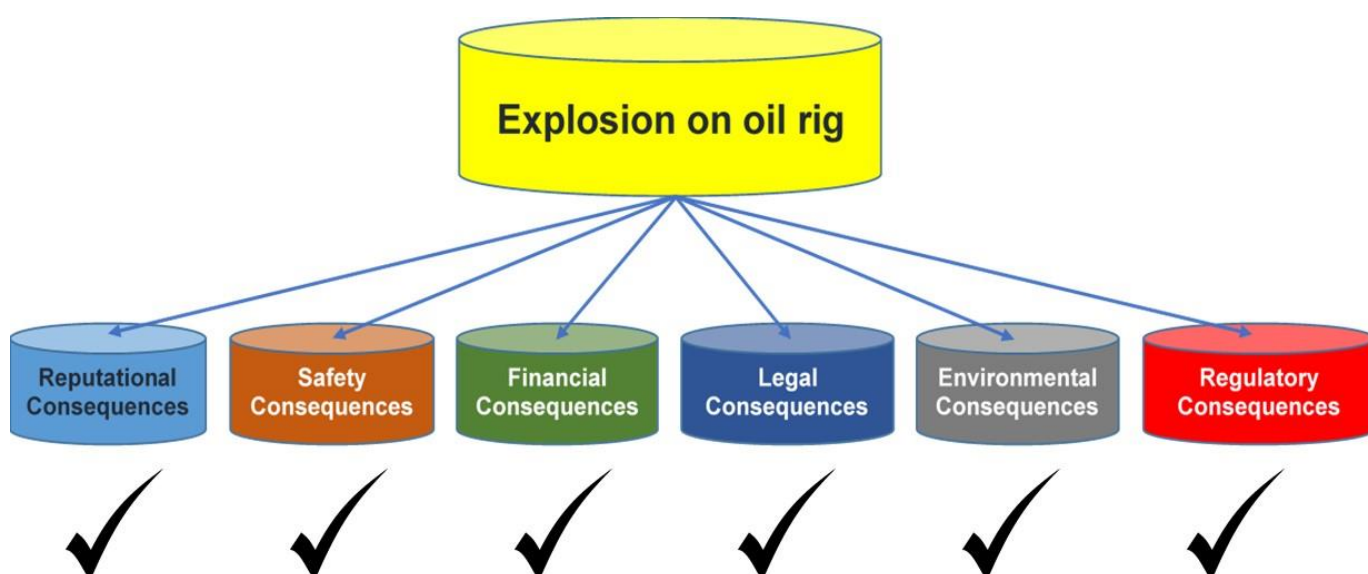 Explosion on oil rig
Reputational
Consequences
Safety
Consequences
Financial
Consequences
Legal
Consequences
Environmental
Consequences
Regulatory
Consequences